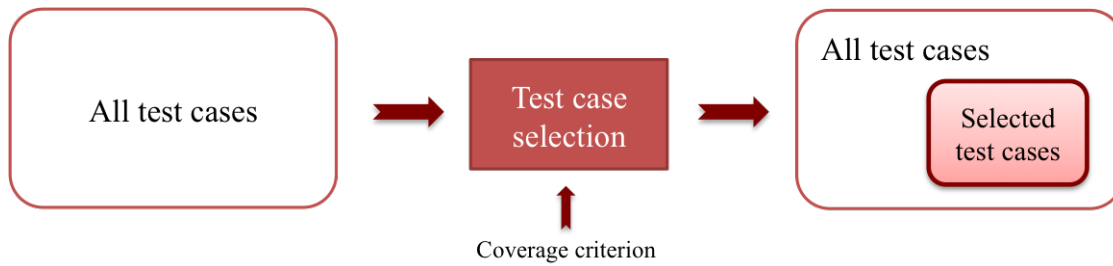 All test cases
Test case
selection
Coverage criterion
All test cases
Selected
test cases